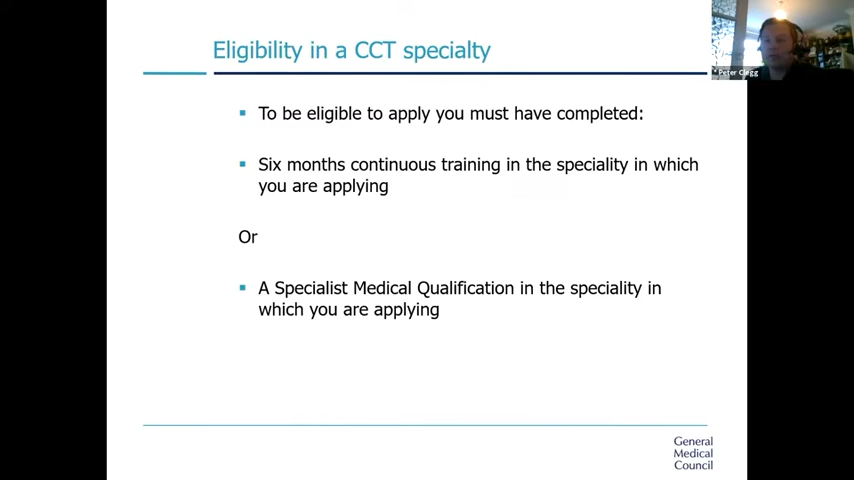 Eligibility in a CCT specialty
Peter Clegg
▪ To be eligible to apply you must have completed:
▪ Six months continuous training in the speciality in which
you are applying
Or
▪ A Specialist Medical Qualification in the speciality in
which you are applying
General
Medical
Council